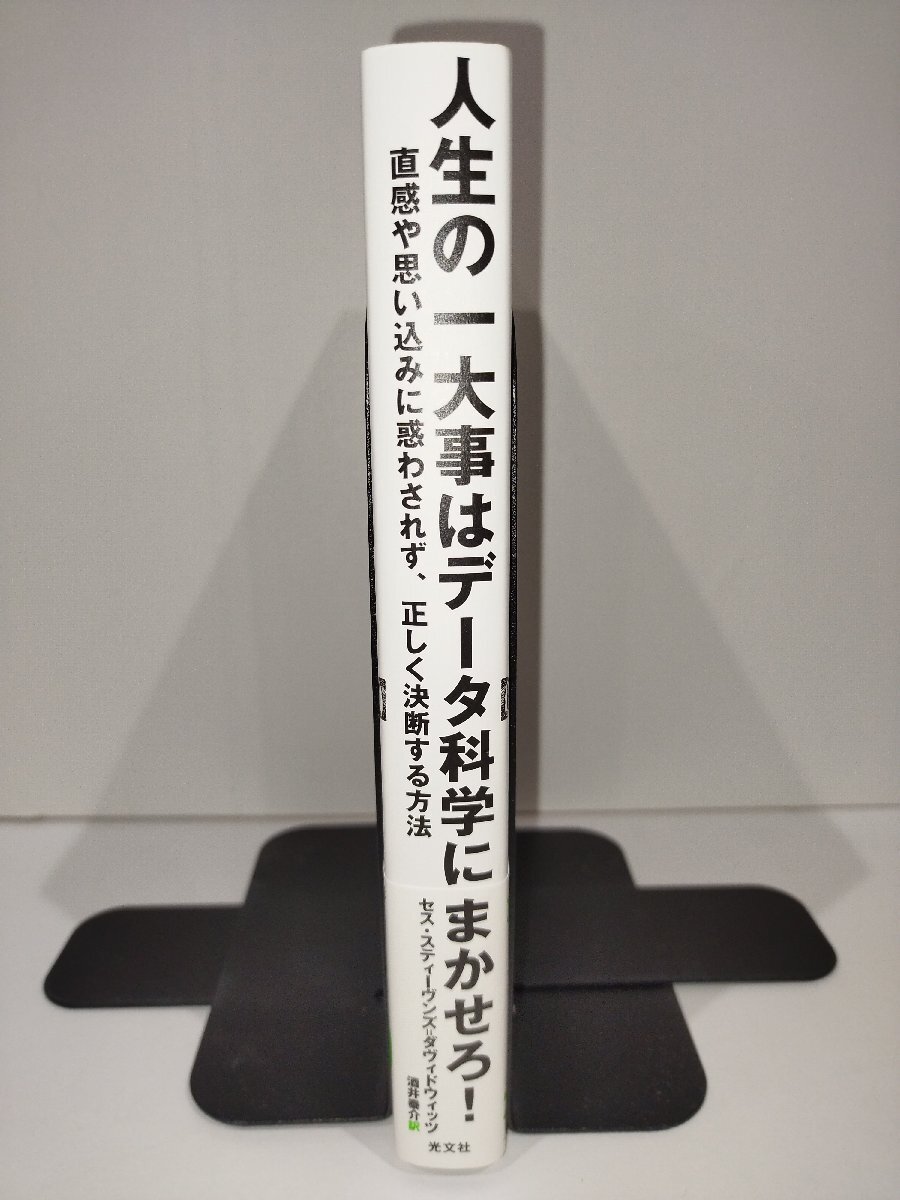 人生の一大事はデータ科学にまかせろ!
直感や思い込みに惑わされず、正しく決断する方法
セス・スティーヴンズ=ダヴィドウィッツ
酒井泰介訳
光文社